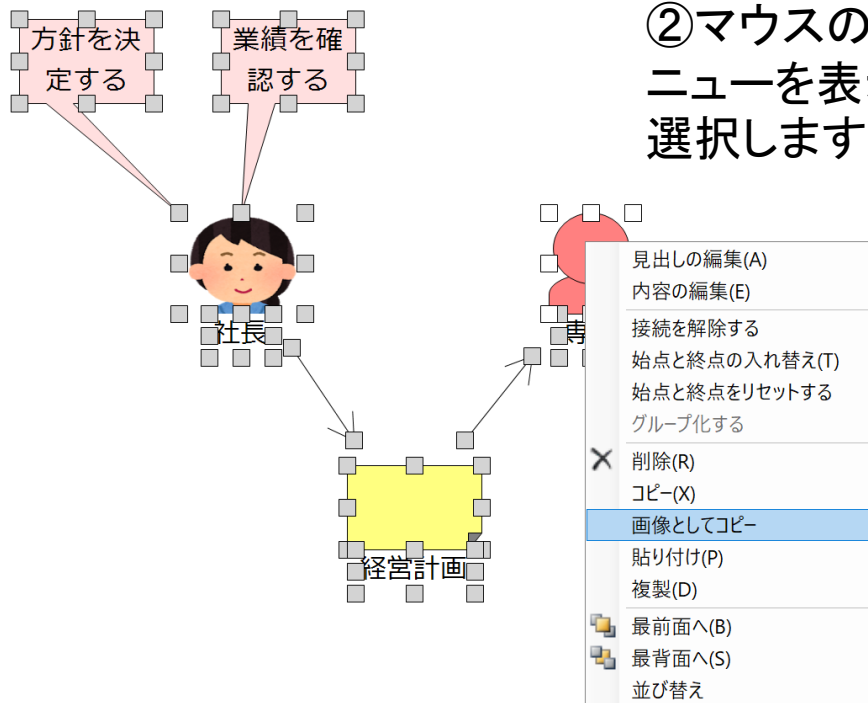 方針を決
定する
業績を確
認する
②マウスの
ニューを表
選択します
社長
専
経営計画
見出しの編集(A)
内容の編集(E)
接続を解除する
始点と終点の入れ替え(T)
始点と終点をリセットする
グループ化する
削除(R)
コピー(X)
画像としてコピー
貼り付け(P)
複製(D)
最前面へ(B)
最背面へ(S)
並び替え